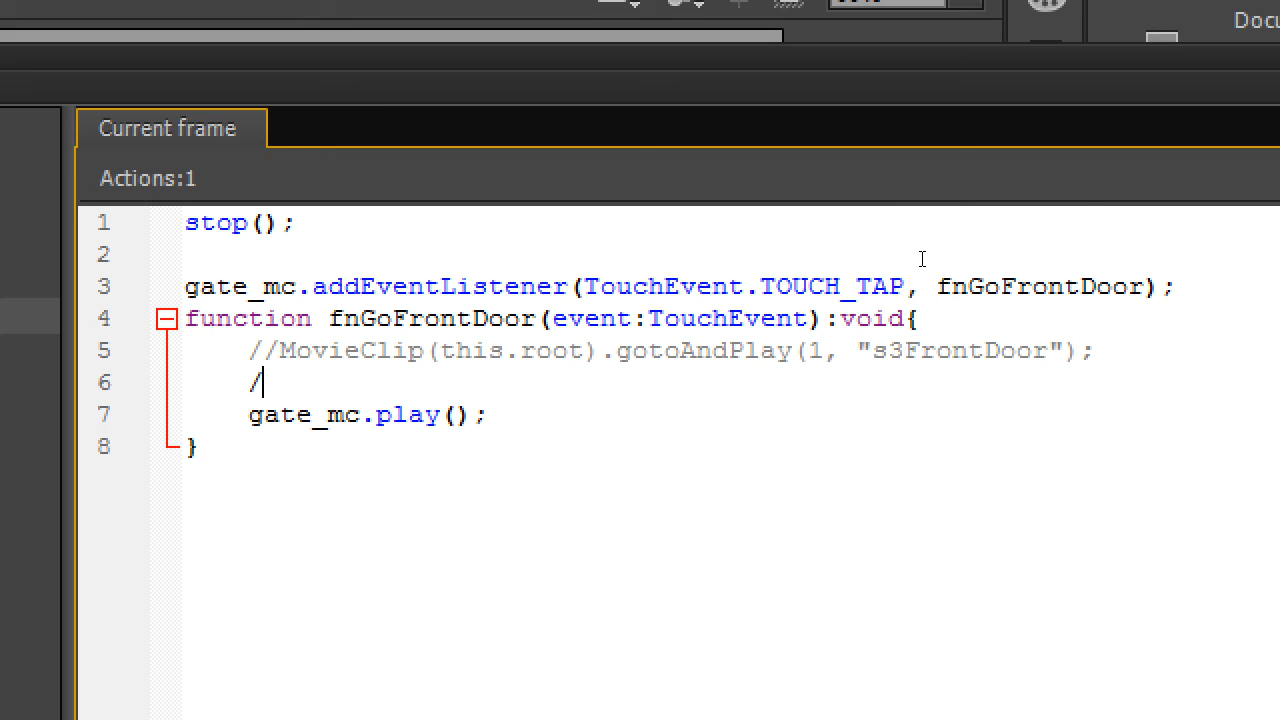 Docu
Current frame
Actions:1
1 stop();
2
3 gate_mc.addEventListener(TouchEvent.TOUCH_TAP, fnGoFrontDoor);
4 function fnGoFrontDoor(event:TouchEvent):void{
5 //MovieClip(this.root).gotoAndPlay(1, "s3FrontDoor");
6 /
7 gate_mc.play();
8 }